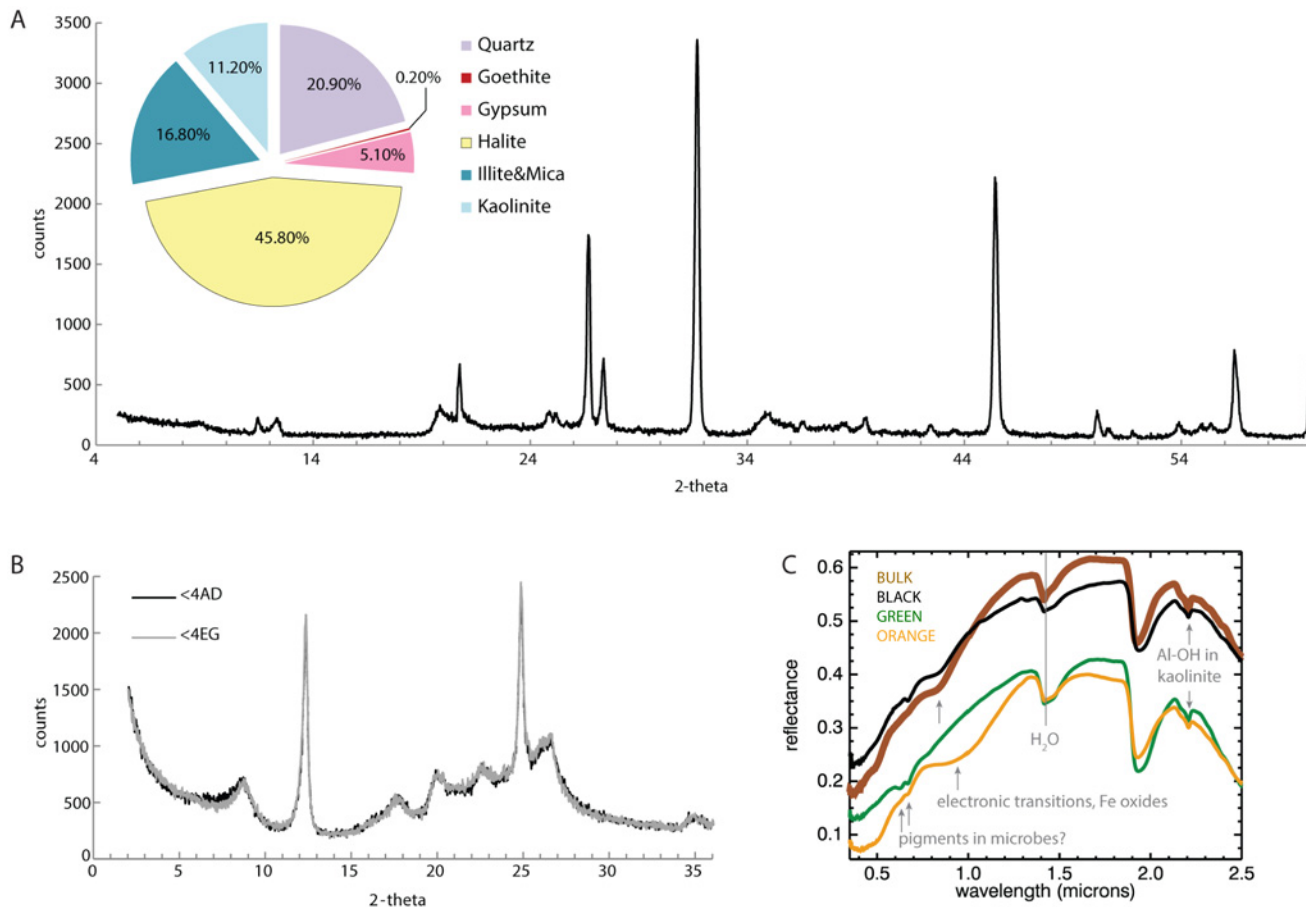 A
3500
3000
2500
2000
1500
1000
500
0
counts
4
14
24
34
44
54
2-theta
11.20%
20.90%
0.20%
16.80%
5.10%
45.80%
Quartz
Goethite
Gypsum
Halite
Illite&Mica
Kaolinite
B
2500
2000
1500
1000
500
0
counts
<4AD
<4EG
0
5
10
15
20
25
30
35
2-theta
C
0.6
0.5
0.4
0.3
0.2
0.1
reflectance
BULK
BLACK
GREEN
ORANGE
Al-OH in
kaolinite
H₂O
electronic transitions, Fe oxides
pigments in microbes?
0.5
1.0
1.5
2.0
2.5
wavelength (microns)